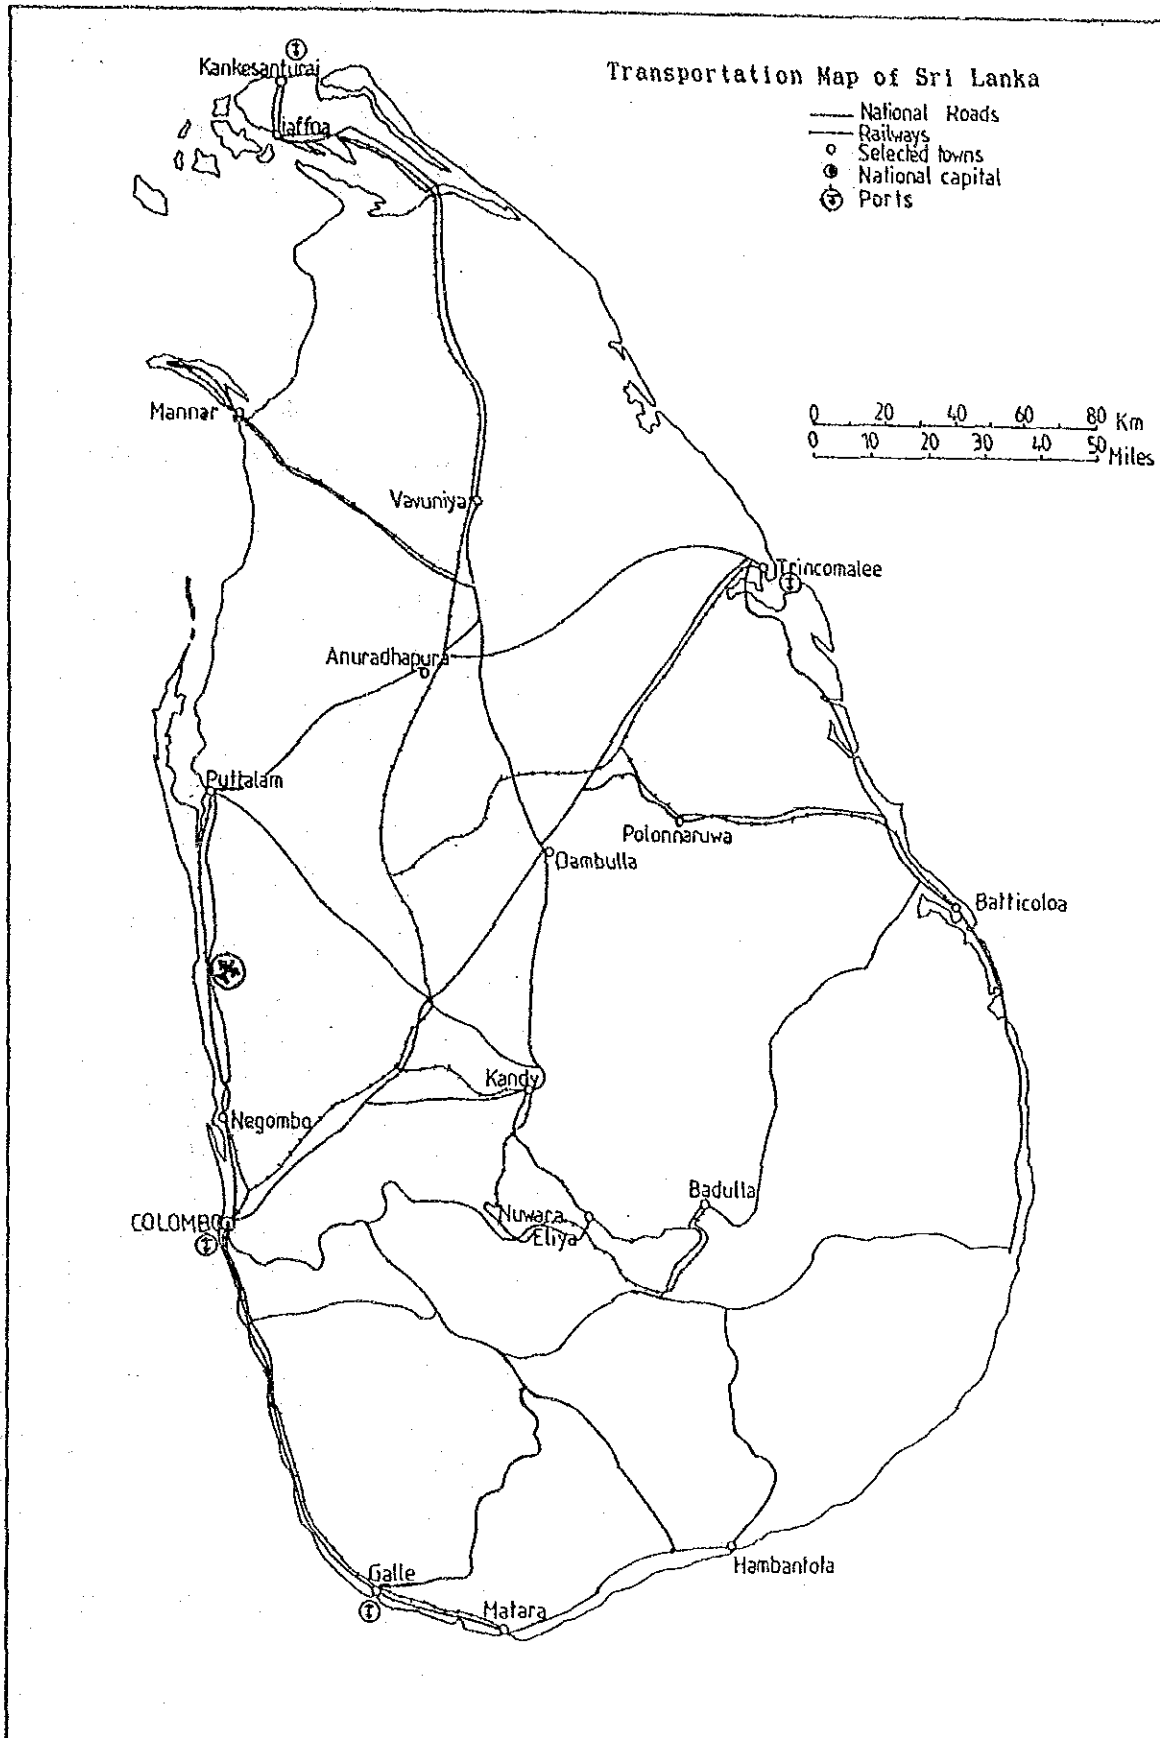 Transportation Map of Sri Lanka
National Roads
Railways
Selected towns
National capital
Ports
0 20 40 60 80 Km
0 10 20 30 40 50 Miles
Kankesanturai
Jaffna
Mannar
Vavuniya
Trincomalee
Anuradhapura
Puttalam
Polonnaruwa
Dambulla
Batticoloa
Kandy
Negombo
Badulla
COLOMBO
Nuwara
Eliya
Galle
Matara
Hambantota